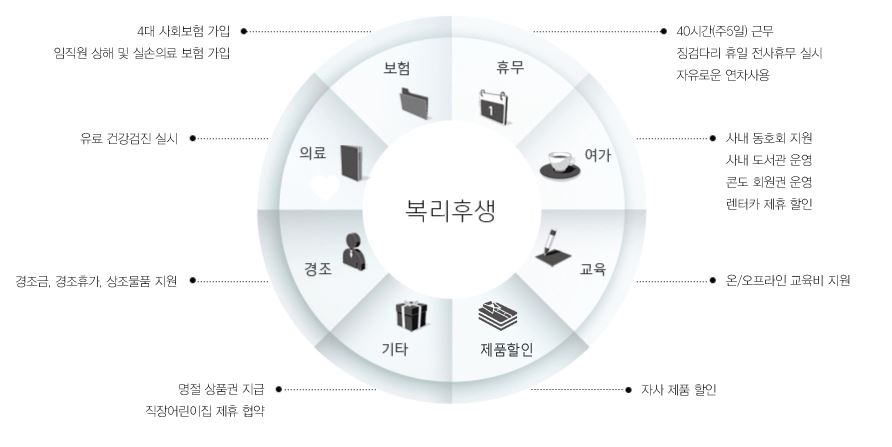 복리후생
보험
4대 사회보험 가입
임직원 상해 및 실손의료 보험 가입
휴무
1
40시간(주5일) 근무
징검다리 휴일 전사휴무 실시
자유로운 연차사용
의료
유료 건강검진 실시
여가
사내 동호회 지원
사내 도서관 운영
콘도 회원권 운영
렌터카 제휴 할인
경조
경조금, 경조휴가, 상조물품 지원
교육
온/오프라인 교육비 지원
기타
명절 상품권 지급
직장어린이집 제휴 협약
제품할인
자사 제품 할인